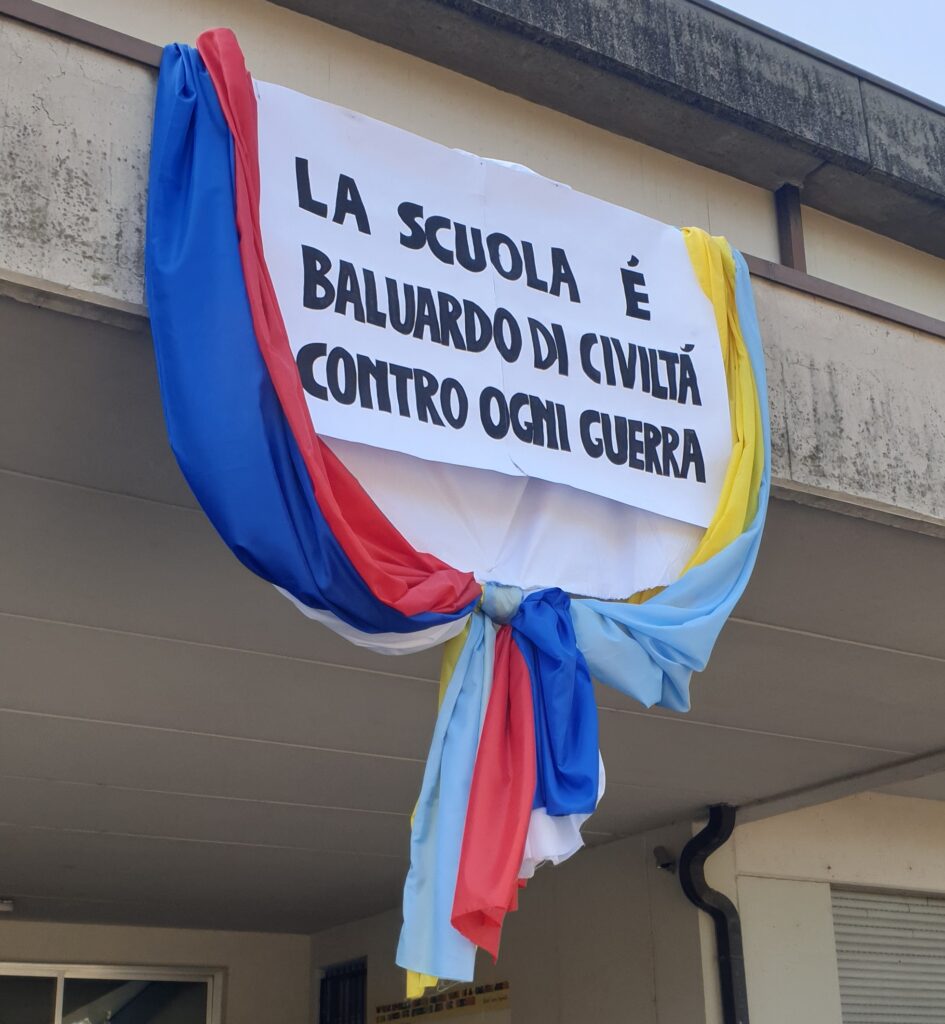 LA SCUOLA É
BALUARDO DI CIVILTÁ
CONTRO OGNI GUERRA